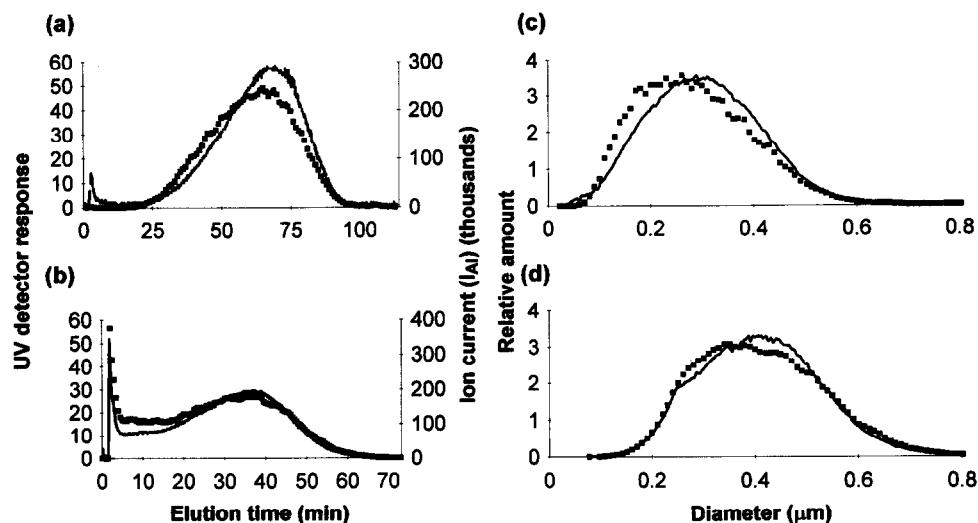 (a)
60
50
40
30
20
10
0
0 25 50 75 100
300
200
100
0
(b)
60
50
40
30
20
10
0
0 10 20 30 40 50 60 70
400
300
200
100
0
UV detector response
Ion current (IAl) (thousands)
Elution time (min)
(c)
4
3
2
1
0
0 0.2 0.4 0.6 0.8
(d)
4
3
2
1
0
0 0.2 0.4 0.6 0.8
Relative amount
Diameter (μm)